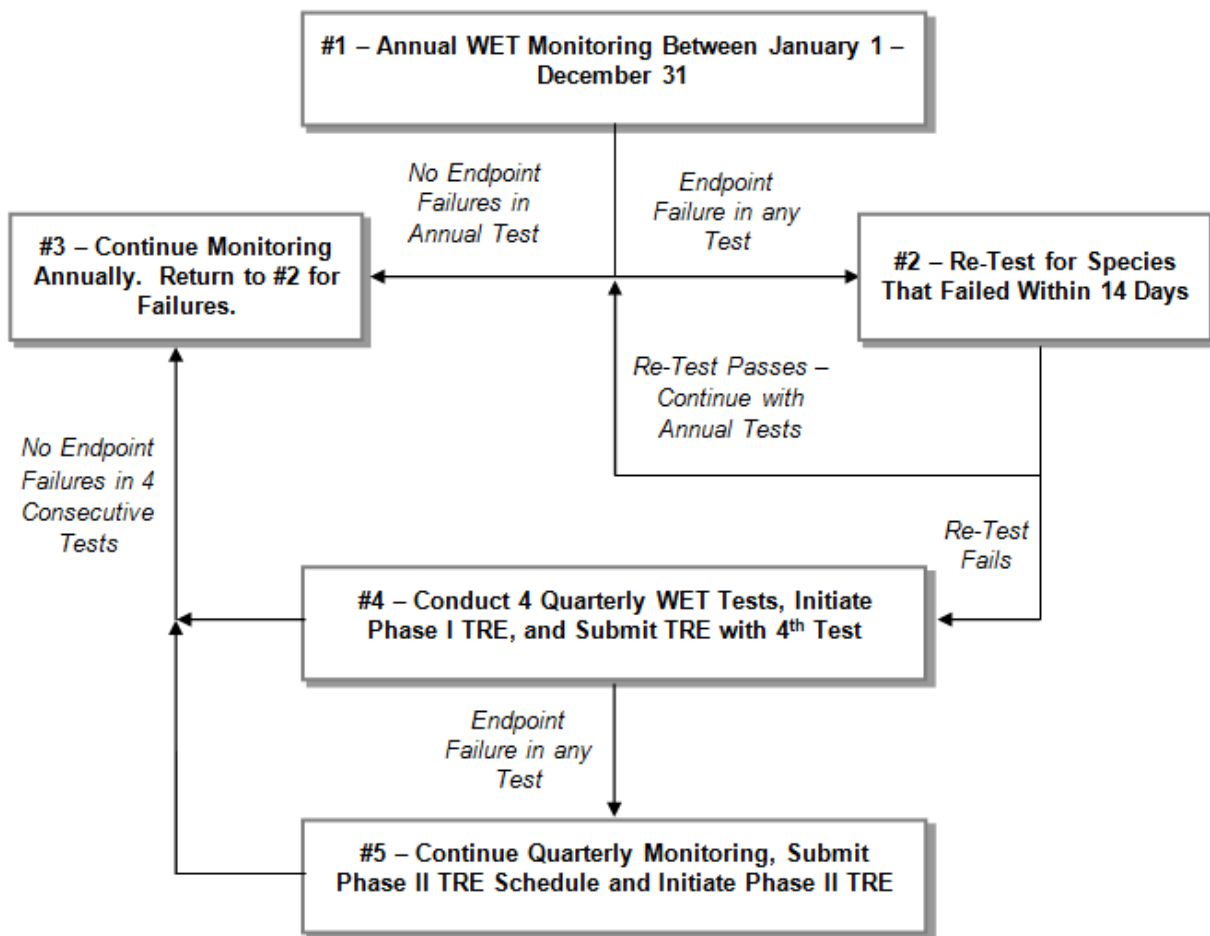 #1 – Annual WET Monitoring Between January 1 –
December 31
No Endpoint
Failures in
Annual Test
Endpoint
Failure in any
Test
#3 – Continue Monitoring
Annually.  Return to #2 for
Failures.
#2 – Re-Test for Species
That Failed Within 14 Days
Re-Test Passes –
Continue with
Annual Tests
No Endpoint
Failures in 4
Consecutive
Tests
Re-Test
Fails
#4 – Conduct 4 Quarterly WET Tests, Initiate
Phase I TRE, and Submit TRE with 4th Test
Endpoint
Failure in any
Test
#5 – Continue Quarterly Monitoring, Submit
Phase II TRE Schedule and Initiate Phase II TRE